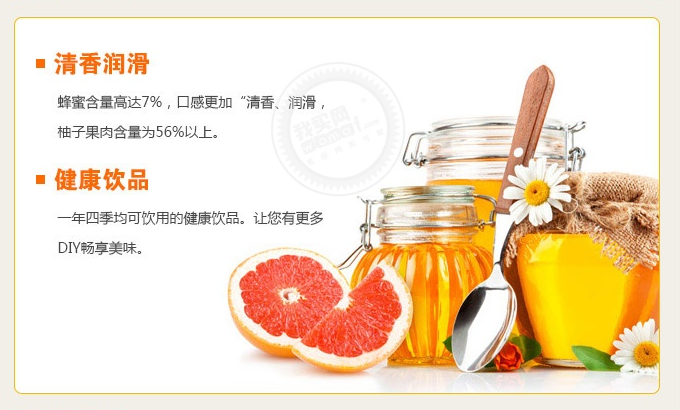 清香润滑
蜂蜜含量高达7%，口感更加“清香、润滑，
柚子果肉含量为56%以上。
健康饮品
一年四季均可饮用的健康饮品。让您有更多
DIY畅享美味。
我买网